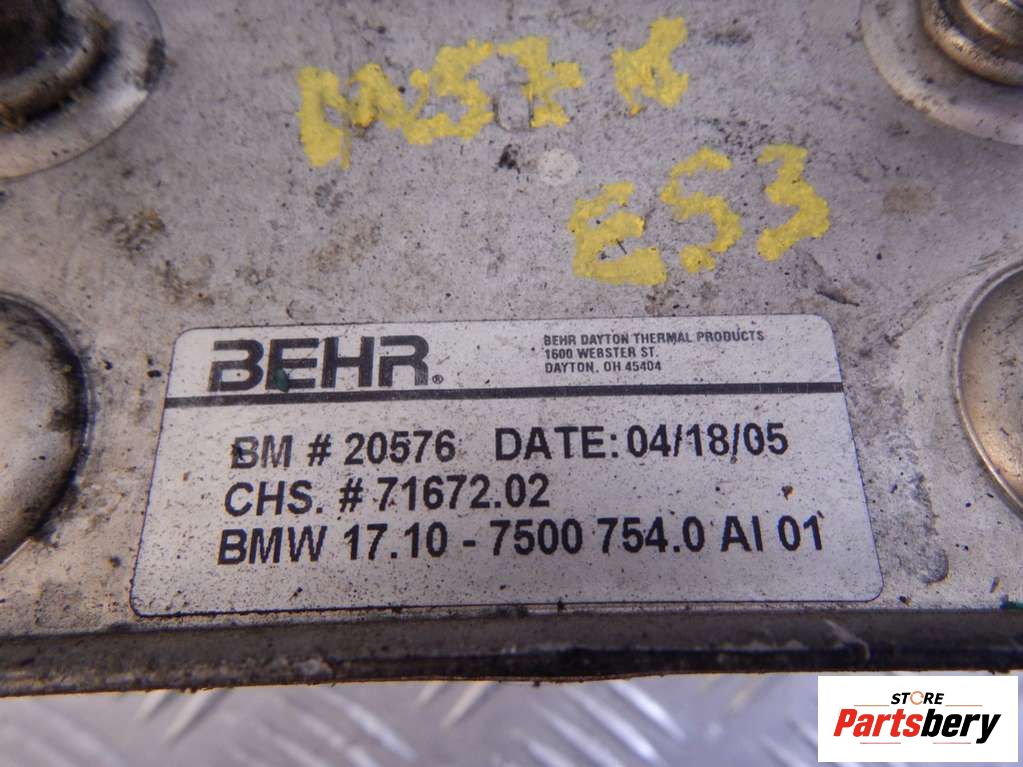 M57N
E53
BEHR®
BEHR DAYTON THERMAL PRODUCTS
1600 WEBSTER ST.
DAYTON, OH 45404
BM # 20576 DATE: 04/18/05
CHS. # 71672.02
BMW 17.10 - 7500 754.0 AI 01
STORE
Partsbery